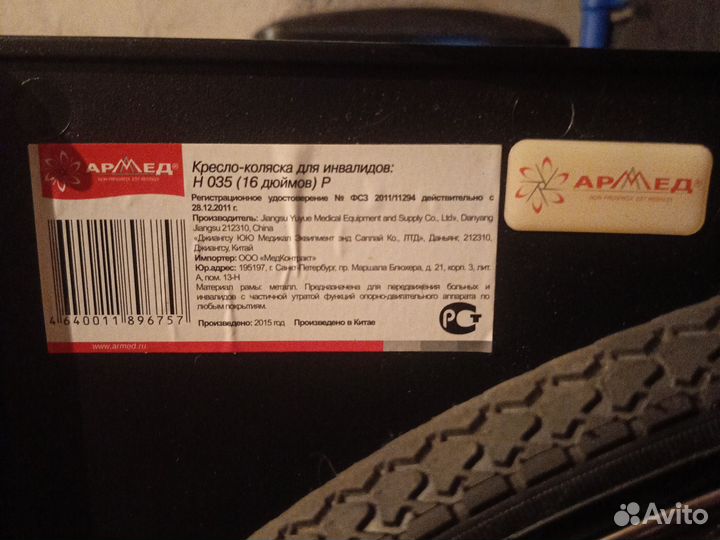 АРМЕД®
Кресло-коляска для инвалидов:
Н 035 (16 дюймов) Р
Регистрационное удостоверение № ФСЗ 2011/11294 действительно с
28.12.2011 г.
Производитель: Jiangsu Yuyue Medical Equipment and Supply Co., Ltdv, Danyang
Jiangsu 212310, China
«Джиангсу ЮЮ Медикал Эквипмент энд Саплай Ко., ЛТД», Даньянг, 212310,
Джиангсу, Китай
Импортер: ООО «МедКонтракт»
Юр.адрес: 195197, г. Санкт-Петербург, пр. Маршала Блюхера, д. 21, корп. 3, лит.
А, пом. 13-Н
Материал рамы: металл. Предназначена для передвижения больных и
инвалидов с частичной утратой функций опорно-двигательного аппарата по
любым покрытиям.
Произведено: 2015 год Произведено в Китае
4 640011 896757
www.armed.ru
РСТ
АРМЕД®
Avito